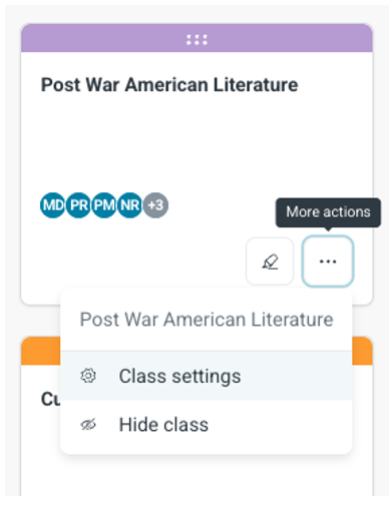 Post War American Literature
MD PR PM NR +3
More actions
Post War American Literature
Class settings
Cu
Hide class